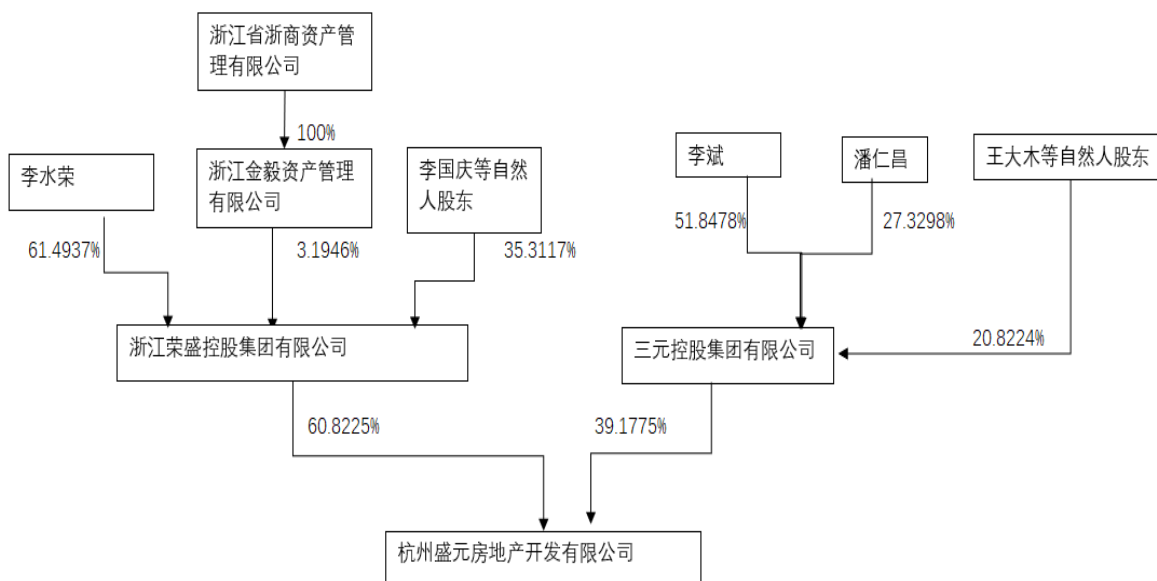 浙江省浙商资产管
理有限公司
100%
李水荣
浙江金毅资产管理
有限公司
李国庆等自然
人股东
李斌
潘仁昌
王大木等自然人股东
61.4937%
3.1946%
35.3117%
51.8478%
27.3298%
浙江荣盛控股集团有限公司
三元控股集团有限公司
20.8224%
60.8225%
39.1775%
杭州盛元房地产开发有限公司